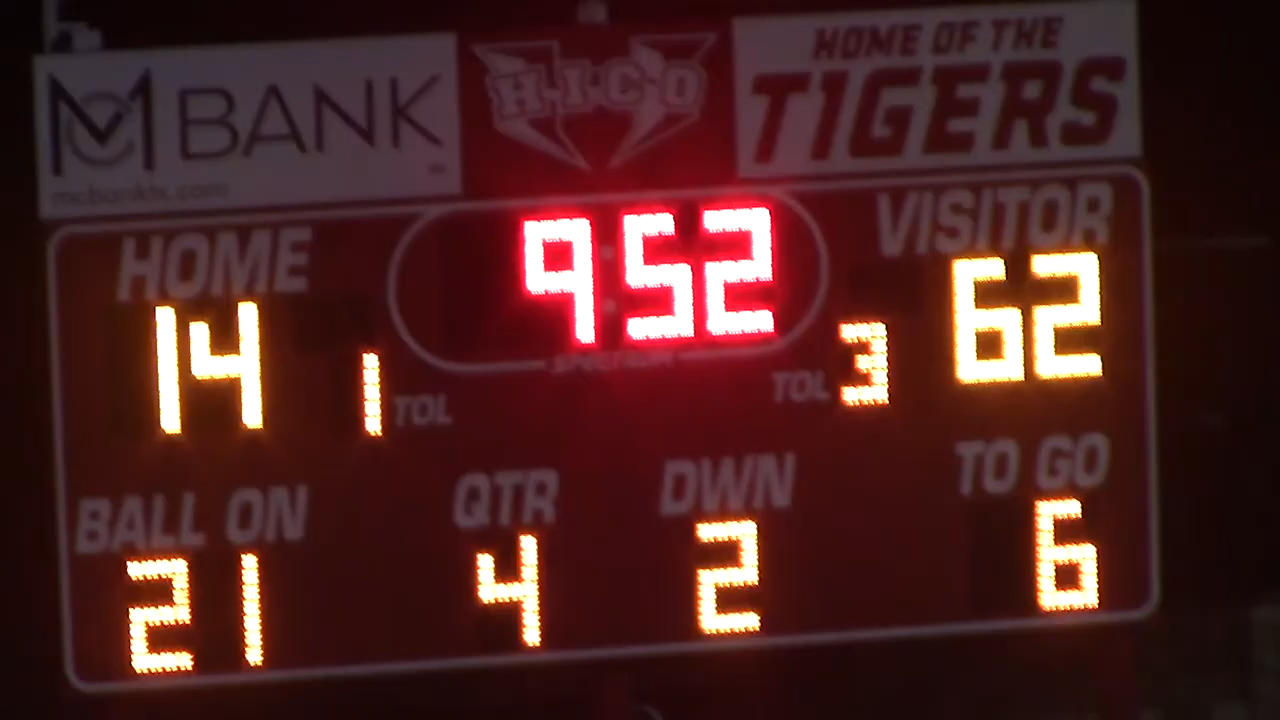 M BANK
mcbanktx.com
H-I-C-O
HOME OF THE
TIGERS
HOME
9 52
VISITOR
14
1 TOL
TOL 3
62
BALL ON
QTR
DWN
TO GO
21
4
2
6